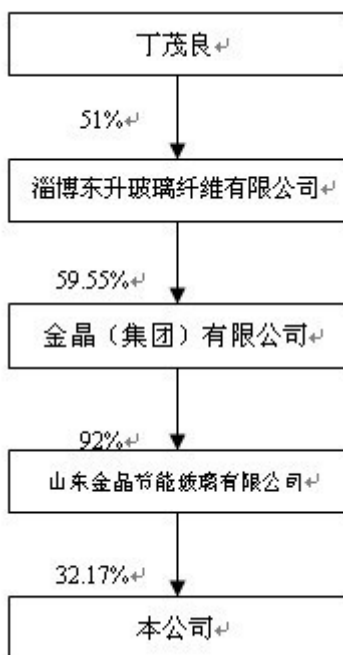 丁茂良
51%
淄博东升玻璃纤维有限公司
59.55%
金晶（集团）有限公司
92%
山东金晶节能玻璃有限公司
32.17%
本公司